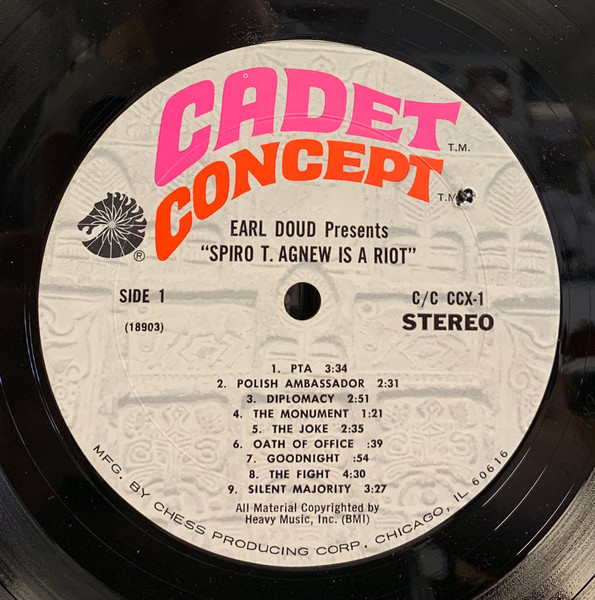 CADET T.M.
CONCEPT T.M.
®
EARL DOUD Presents
"SPIRO T. AGNEW IS A RIOT"
SIDE 1
C/C CCX-1
(18903)
STEREO
1. PTA 3:34
2. POLISH AMBASSADOR 2:31
3. DIPLOMACY 2:51
4. THE MONUMENT 1:21
5. THE JOKE 2:35
6. OATH OF OFFICE :39
7. GOODNIGHT :54
8. THE FIGHT 4:30
9. SILENT MAJORITY 3:27
All Material Copyrighted by
Heavy Music, Inc. (BMI)
MFG. BY CHESS PRODUCING CORP., CHICAGO, IL 60616